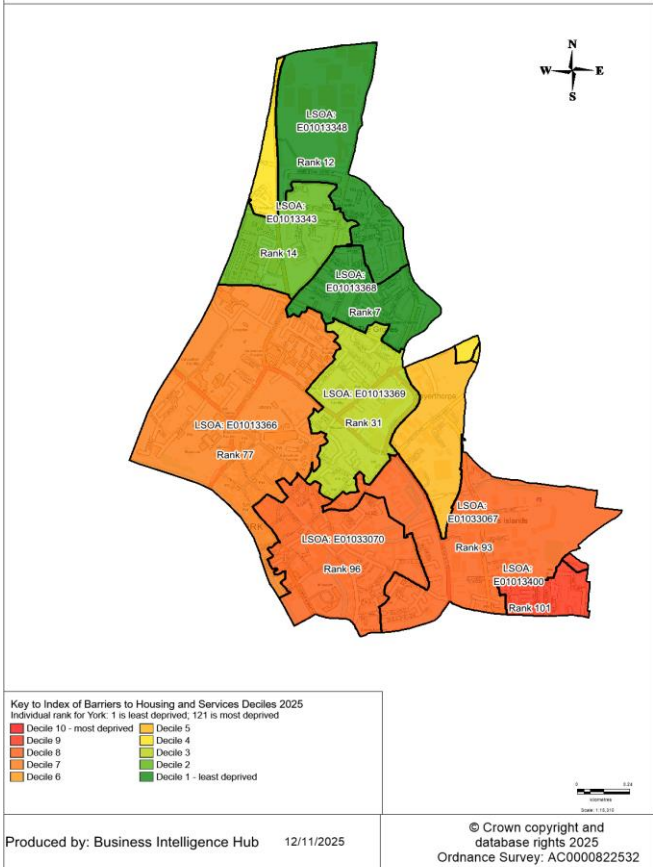 N
W E
S
LSOA:
E01013348
Rank 12
LSOA:
E01013343
Rank 14
LSOA:
E01013368
Rank 7
LSOA: E01013369
Rank 31
LSOA: E01013366
Rank 77
LSOA:
E01033067
Rank 93
LSOA: E01033070
Rank 96
LSOA:
E01013400
Rank 101
Key to Index of Barriers to Housing and Services Deciles 2025
Individual rank for York: 1 is least deprived; 121 is most deprived
Decile 10 - most deprived
Decile 9
Decile 8
Decile 7
Decile 6
Decile 5
Decile 4
Decile 3
Decile 2
Decile 1 - least deprived
0 0.24
kilometres
Produced by: Business Intelligence Hub 12/11/2025
© Crown copyright and
database rights 2025
Ordnance Survey: AC0000822532